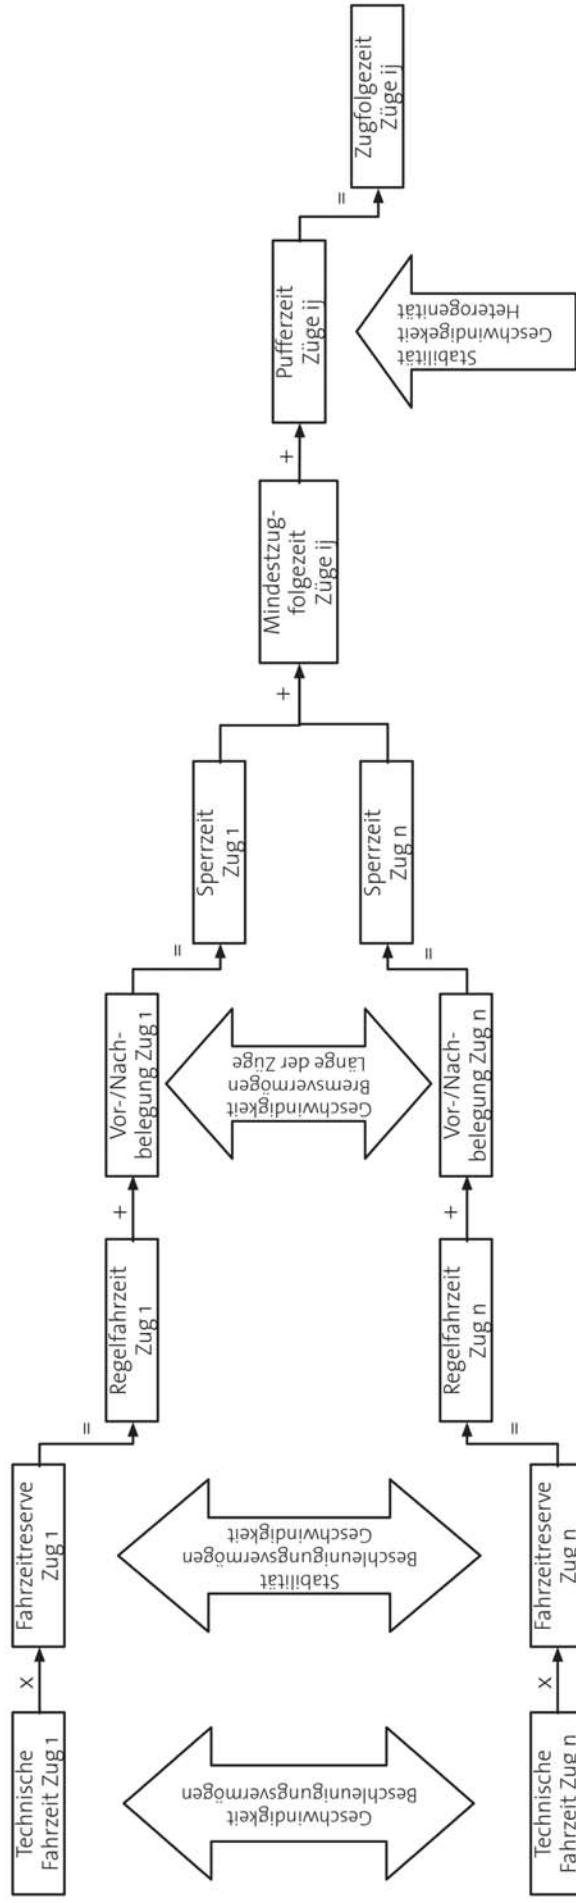 Technische
Fahrzeit Zug 1
x
Fahrzeitreserve
Zug 1
=
Regelfahrzeit
Zug 1
+
Vor-/Nach-
belegung Zug 1
=
Sperrzeit
Zug 1
Geschwindigkeit
Beschleunigungsvermögen
Stabilität
Beschleunigungsvermögen
Geschwindigkeit
Geschwindigkeit
Bremsvermögen
Länge der Züge
Technische
Fahrzeit Zug n
x
Fahrzeitreserve
Zug n
=
Regelfahrzeit
Zug n
+
Vor-/Nach-
belegung Zug n
=
Sperrzeit
Zug n
+
Mindestzug-
folgezeit
Züge ij
+
Pufferzeit
Züge ij
=
Zugfolgezeit
Züge ij
Stabilität
Geschwindigkeit
Heterogenität